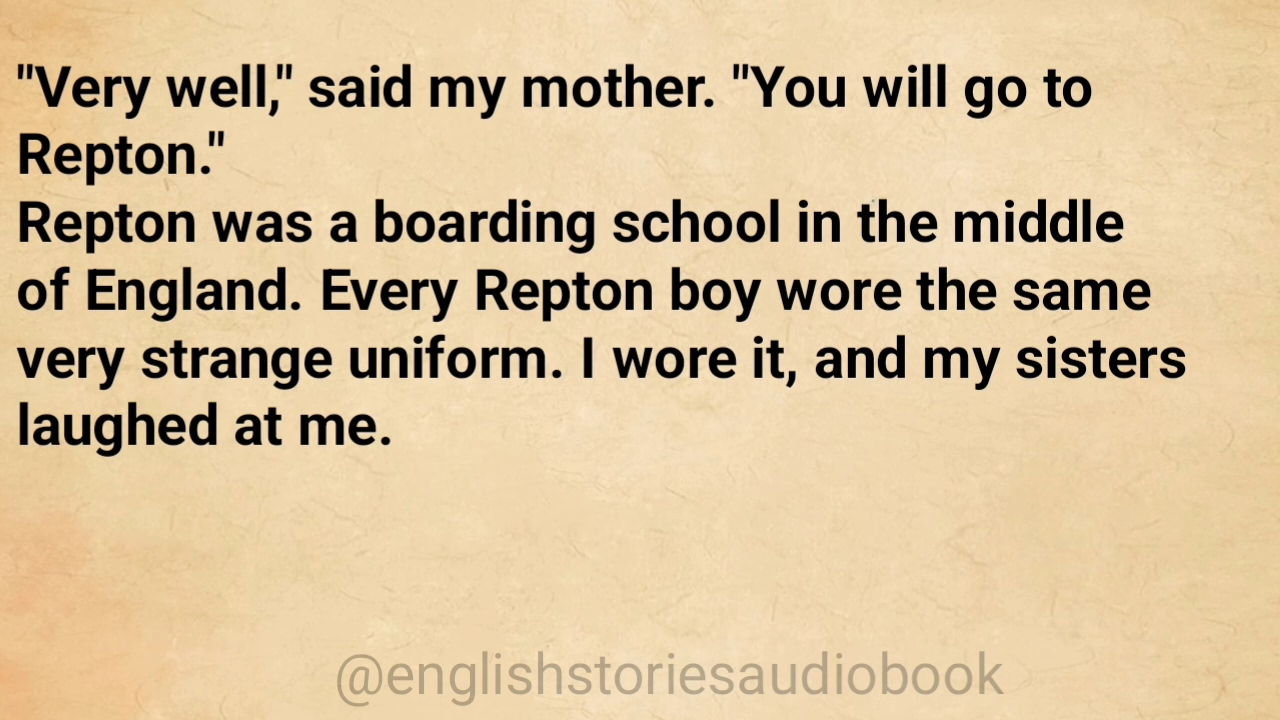 "Very well," said my mother. "You will go to
Repton."
Repton was a boarding school in the middle
of England. Every Repton boy wore the same
very strange uniform. I wore it, and my sisters
laughed at me.
@englishstoriesaudiobook